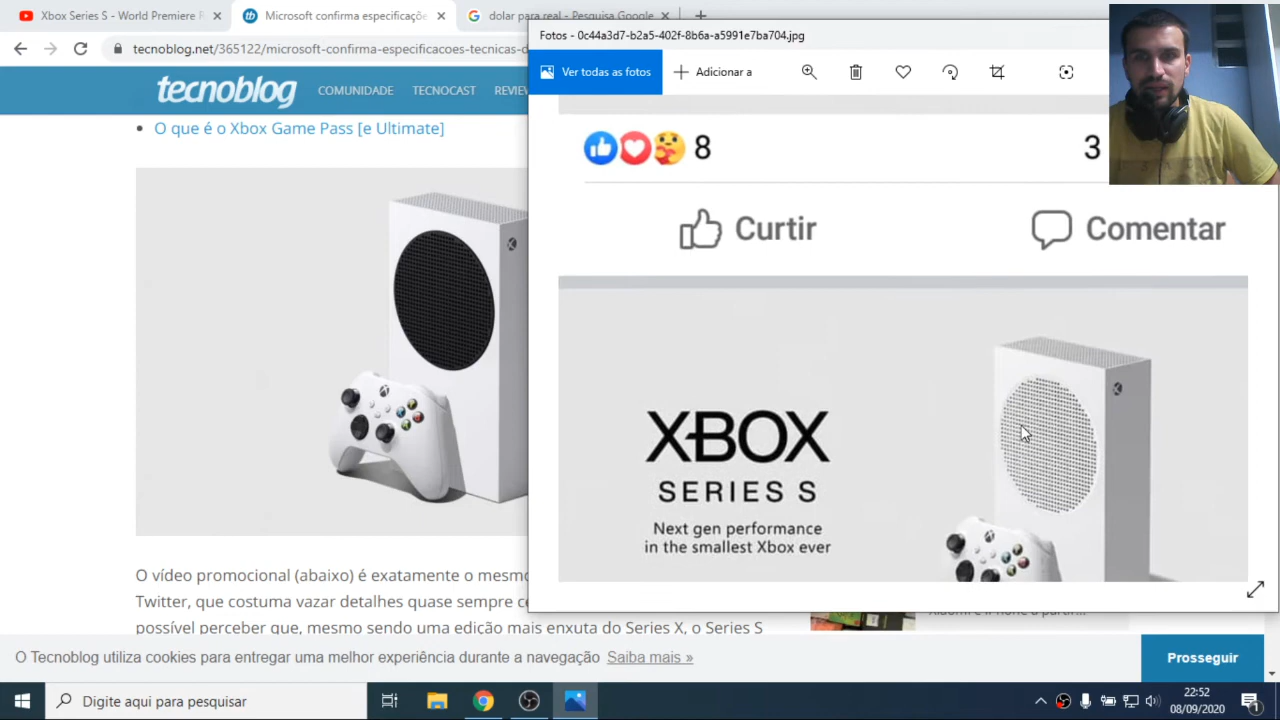 Xbox Series S - World Premiere R
Microsoft confirma especificaçõe
dolar para real - Pesquisa Google
tecnoblog.net/365122/microsoft-confirma-especificacoes-tecnicas-d
tecnoblog
COMUNIDADE
TECNOCAST
REVIEW
O que é o Xbox Game Pass [e Ultimate]
O vídeo promocional (abaixo) é exatamente o mesmo
Twitter, que costuma vazar detalhes quase sempre ce
possível perceber que, mesmo sendo uma edição mais enxuta do Series X, o Series S
Fotos - 0c44a3d7-b2a5-402f-8b6a-a5991e7ba704.jpg
Ver todas as fotos
Adicionar a
8
3
Curtir
Comentar
XBOX
SERIES S
Next gen performance
in the smallest Xbox ever
O Tecnoblog utiliza cookies para entregar uma melhor experiência durante a navegação Saiba mais »
Prosseguir
Digite aqui para pesquisar
22:52
08/09/2020
1